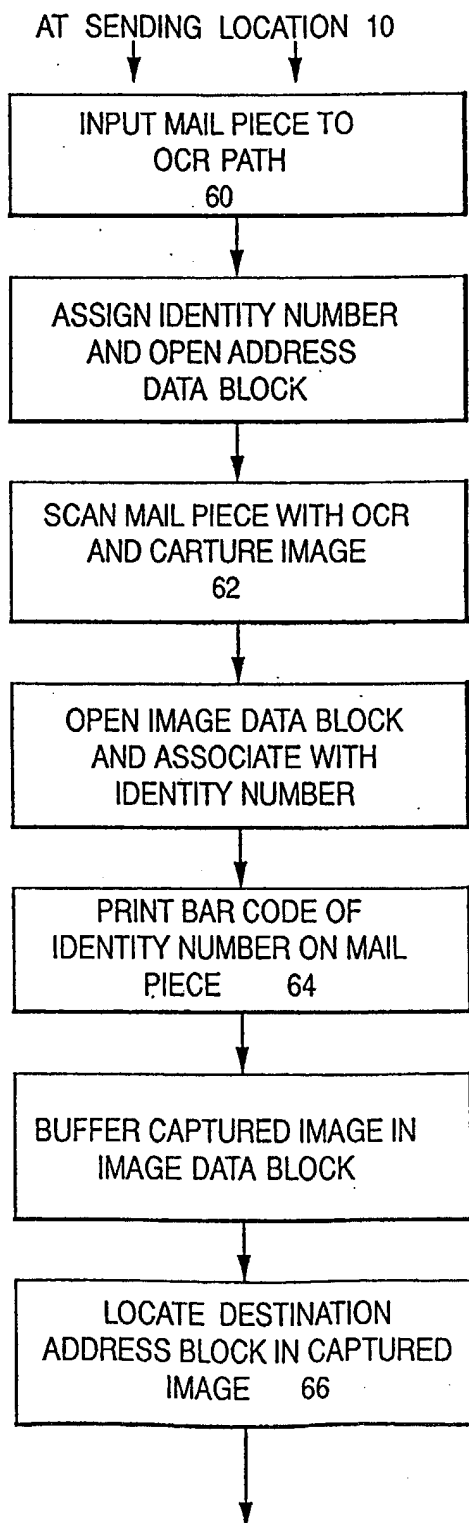 AT SENDING LOCATION 10
INPUT MAIL PIECE TO
OCR PATH
60
ASSIGN IDENTITY NUMBER
AND OPEN ADDRESS
DATA BLOCK
SCAN MAIL PIECE WITH OCR
AND CARTURE IMAGE
62
OPEN IMAGE DATA BLOCK
AND ASSOCIATE WITH
IDENTITY NUMBER
PRINT BAR CODE OF
IDENTITY NUMBER ON MAIL
PIECE 64
BUFFER CAPTURED IMAGE IN
IMAGE DATA BLOCK
LOCATE DESTINATION
ADDRESS BLOCK IN CAPTURED
IMAGE 66